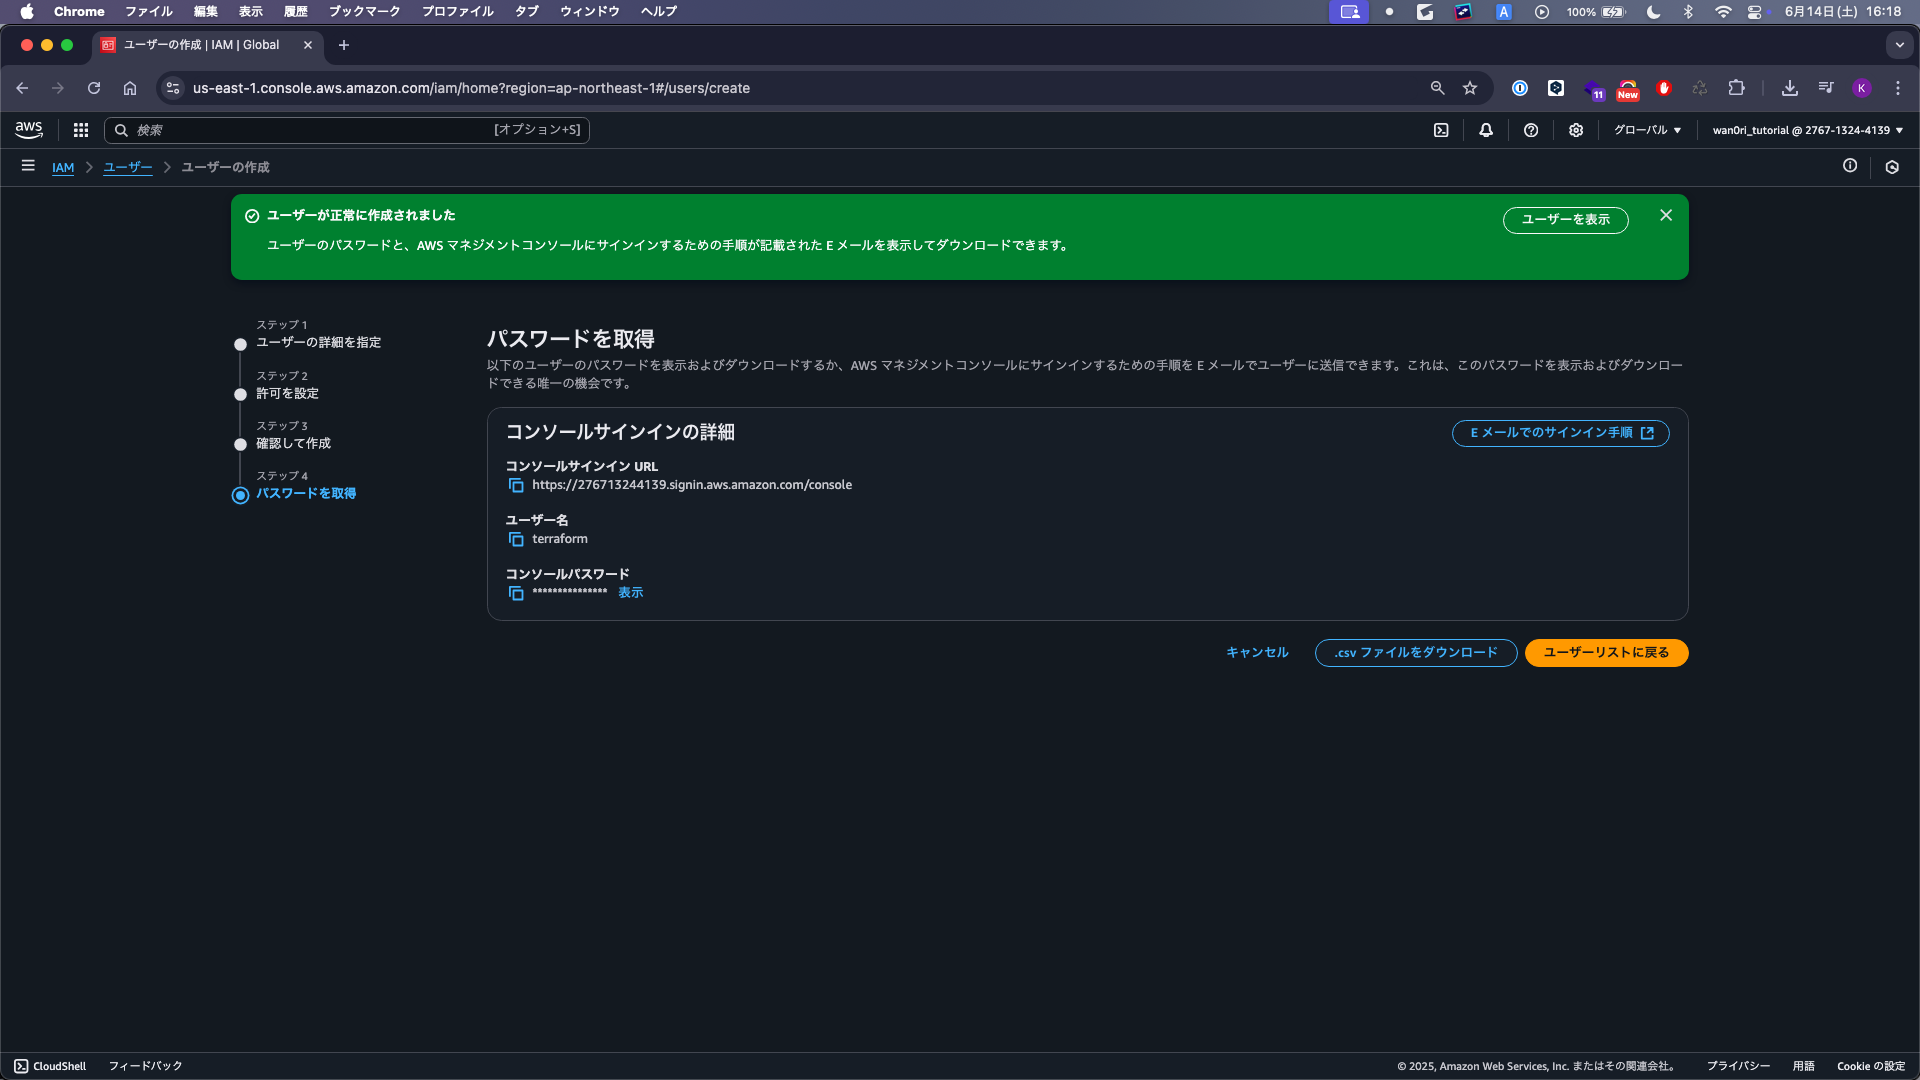 Chrome ファイル 編集 表示 履歴 ブックマーク プロファイル タブ ウィンドウ ヘルプ
A 100% 6月14日(土) 16:18
ユーザーの作成 | IAM | Global
us-east-1.console.aws.amazon.com/iam/home?region=ap-northeast-1#/users/create
11 New K
aws 検索 [オプション+S] グローバル wan0ri_tutorial @ 2767-1324-4139
IAM ユーザー ユーザーの作成
ユーザーが正常に作成されました
ユーザーのパスワードと、AWS マネジメントコンソールにサインインするための手順が記載された E メールを表示してダウンロードできます。
ユーザーを表示
ステップ 1
ユーザーの詳細を指定
ステップ 2
許可を設定
ステップ 3
確認して作成
ステップ 4
パスワードを取得
パスワードを取得
以下のユーザーのパスワードを表示およびダウンロードするか、AWS マネジメントコンソールにサインインするための手順を E メールでユーザーに送信できます。これは、このパスワードを表示およびダウンロー
ドできる唯一の機会です。
コンソールサインインの詳細
E メールでのサインイン手順
コンソールサインイン URL
https://276713244139.signin.aws.amazon.com/console
ユーザー名
terraform
コンソールパスワード
*************** 表示
キャンセル .csv ファイルをダウンロード ユーザーリストに戻る
CloudShell フィードバック © 2025, Amazon Web Services, Inc. またはその関連会社。 プライバシー 用語 Cookie の設定